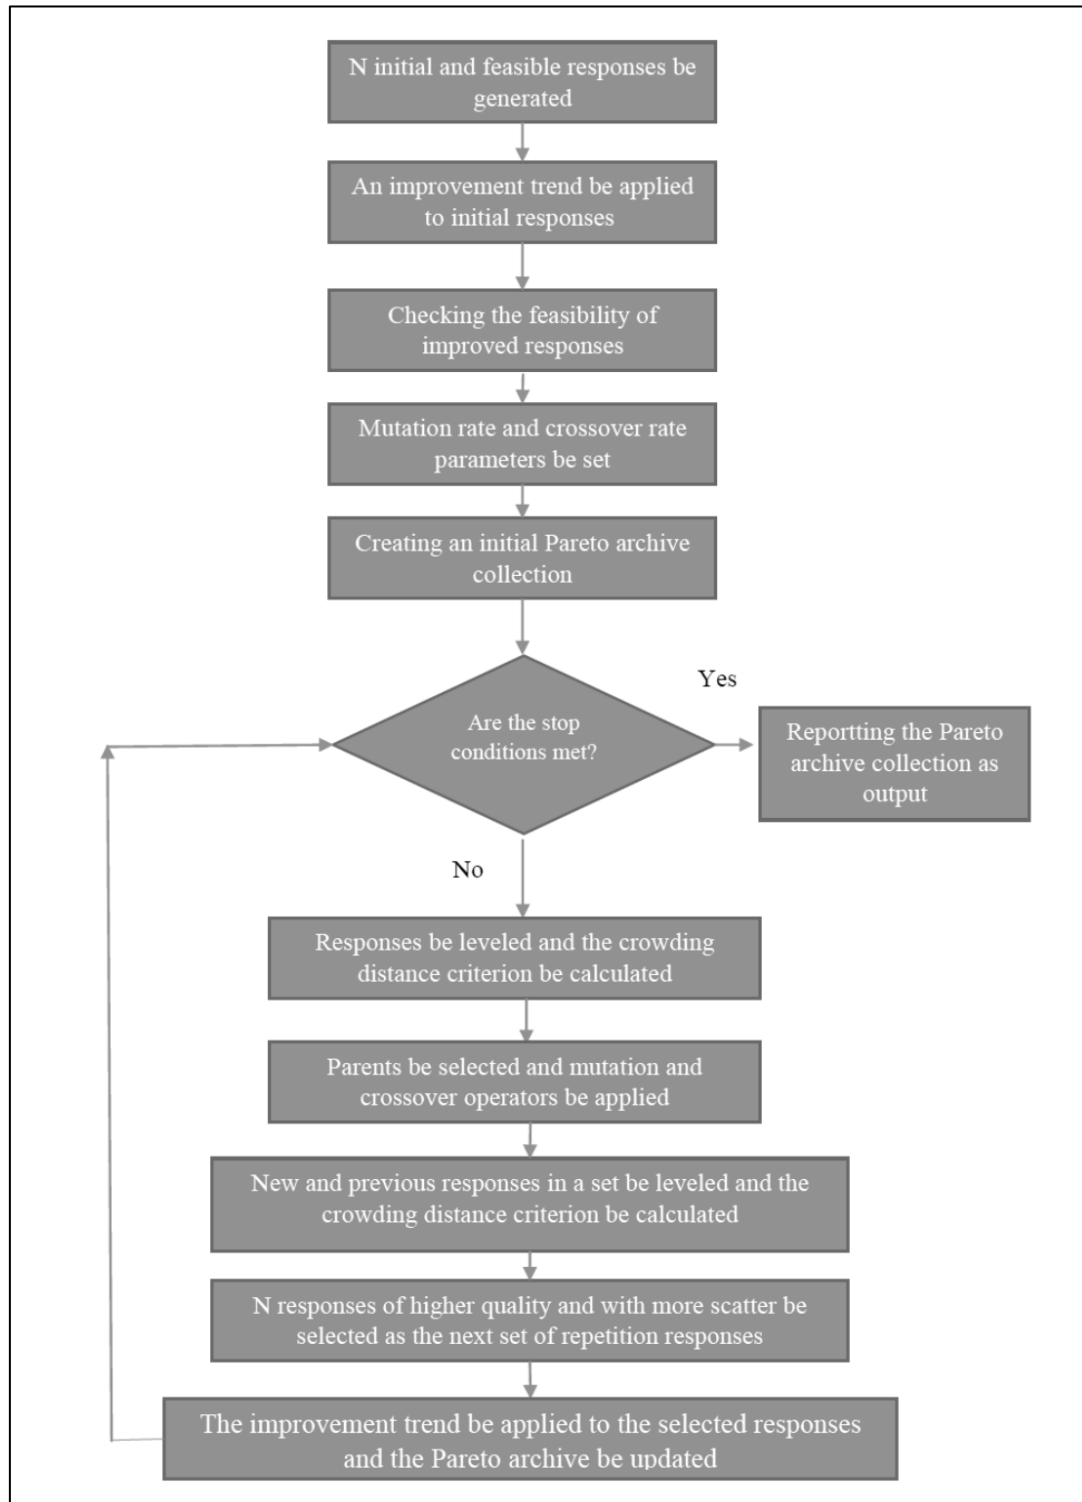 N initial and feasible responses be
generated
An improvement trend be applied
to initial responses
Checking the feasibility of
improved responses
Mutation rate and crossover rate
parameters be set
Creating an initial Pareto archive
collection
Are the stop
conditions met?
Yes
Reportting the Pareto
archive collection as
output
No
Responses be leveled and the crowding
distance criterion be calculated
Parents be selected and mutation and
crossover operators be applied
New and previous responses in a set be leveled and the
crowding distance criterion be calculated
N responses of higher quality and with more scatter be
selected as the next set of repetition responses
The improvement trend be applied to the selected responses
and the Pareto archive be updated